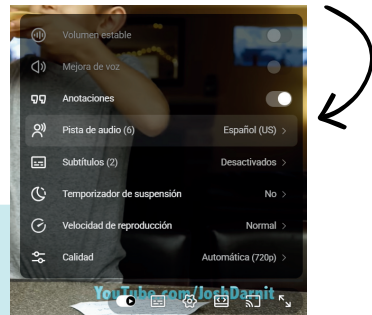 Volumen estable
Mejora de voz
Anotaciones
Pista de audio (6) Español (US) >
Subtítulos (2) Desactivados >
Temporizador de suspensión No >
Velocidad de reproducción Normal >
Calidad Automática (720p) >
YouTube.com/JoshDarnit